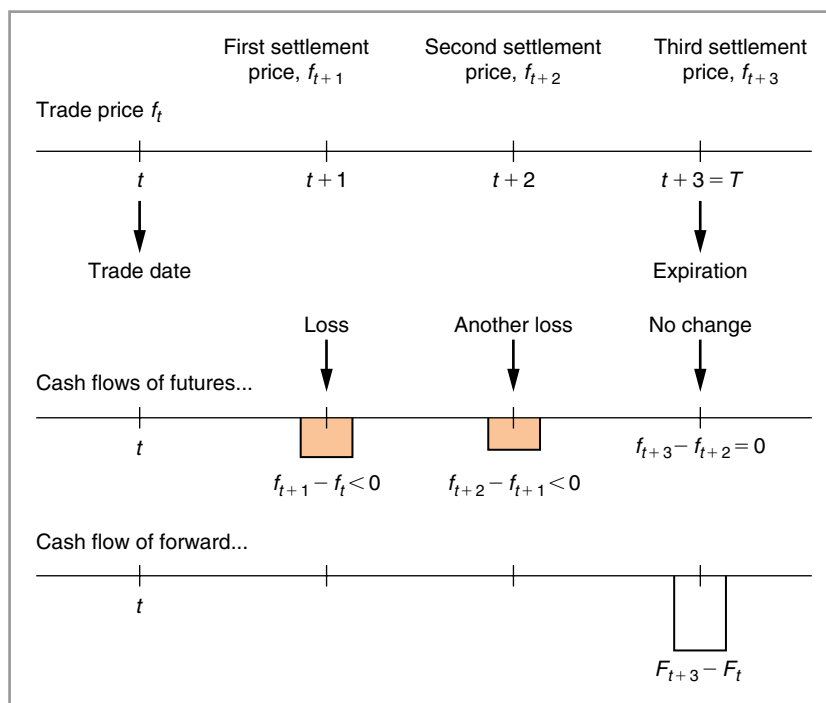 First settlement price, f_{t+1}
Second settlement price, f_{t+2}
Third settlement price, f_{t+3}
Trade price f_t
t
t+1
t+2
t+3 = T
Trade date
Expiration
Loss
Another loss
No change
Cash flows of futures...
t
f_{t+1} − f_t < 0
f_{t+2} − f_{t+1} < 0
f_{t+3} − f_{t+2} = 0
Cash flow of forward...
t
F_{t+3} − F_t